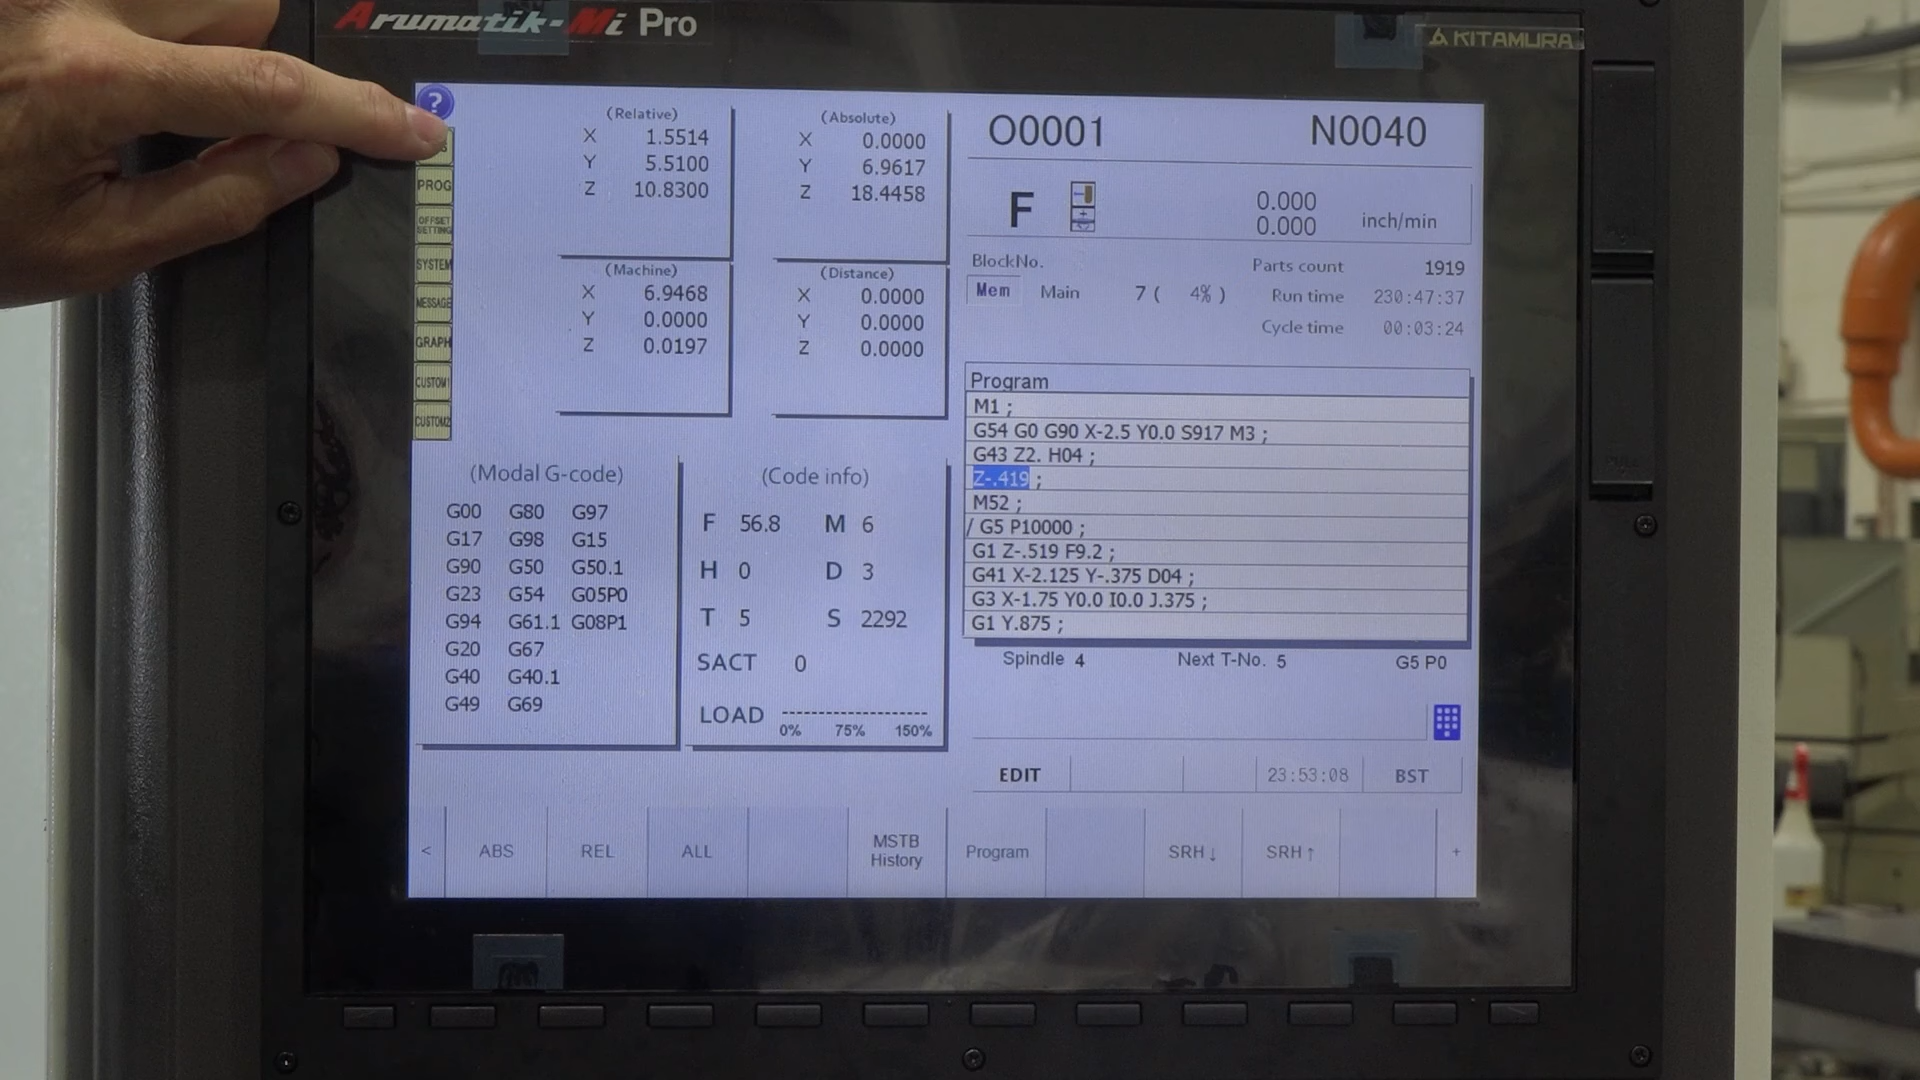 Arumatik-Mi Pro
KITAMURA
?
PROG
OFFSET
SETTING
SYSTEM
MESSAGE
GRAPH
CUSTOM1
CUSTOM2
(Relative)
X 1.5514
Y 5.5100
Z 10.8300
(Absolute)
X 0.0000
Y 6.9617
Z 18.4458
(Machine)
X 6.9468
Y 0.0000
Z 0.0197
(Distance)
X 0.0000
Y 0.0000
Z 0.0000
(Modal G-code)
G00 G80 G97
G17 G98 G15
G90 G50 G50.1
G23 G54 G05P0
G94 G61.1 G08P1
G20 G67
G40 G40.1
G49 G69
(Code info)
F 56.8 M 6
H 0 D 3
T 5 S 2292
SACT 0
LOAD
0% 75% 150%
O0001 N0040
F 0.000
0.000 inch/min
BlockNo. Parts count 1919
Mem Main 7 ( 4% ) Run time 230:47:37
Cycle time 00:03:24
Program
M1 ;
G54 G0 G90 X-2.5 Y0.0 S917 M3 ;
G43 Z2. H04 ;
Z-.419 ;
M52 ;
/ G5 P10000 ;
G1 Z-.519 F9.2 ;
G41 X-2.125 Y-.375 D04 ;
G3 X-1.75 Y0.0 I0.0 J.375 ;
G1 Y.875 ;
Spindle 4 Next T-No. 5 G5 P0
EDIT 23:53:08 BST
< ABS REL ALL MSTB
History Program SRH↓ SRH↑ +